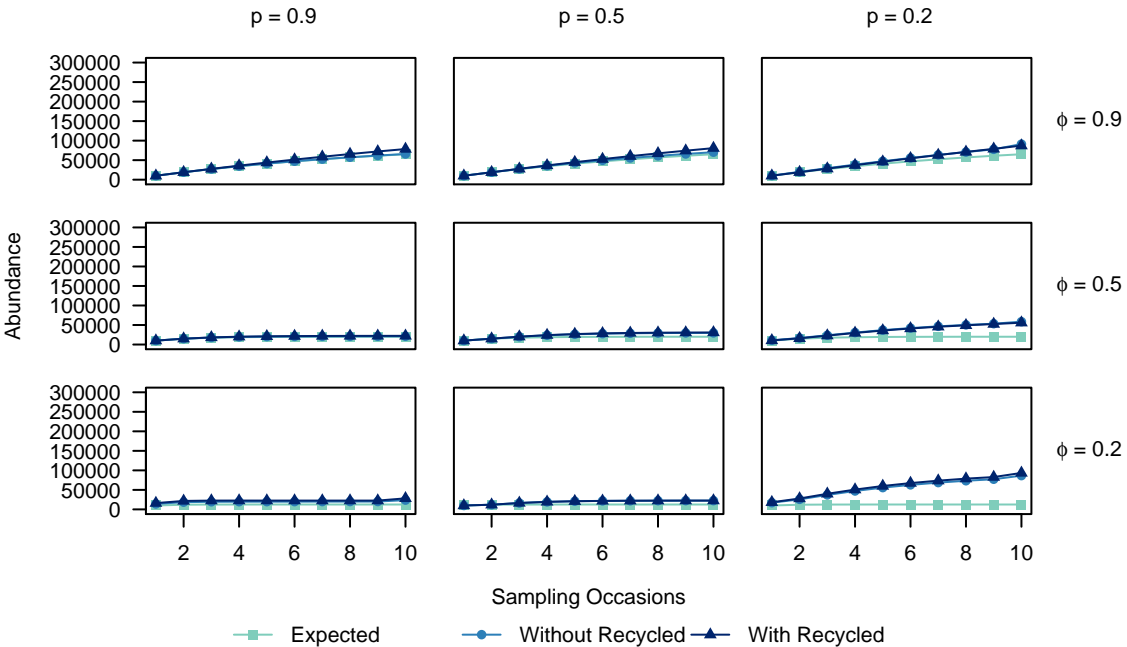 p = 0.9 p = 0.5 p = 0.2
300000
250000
200000
150000
100000
50000
0
ϕ = 0.9
300000
250000
200000
150000
100000
50000
0
ϕ = 0.5
Abundance
300000
250000
200000
150000
100000
50000
0
ϕ = 0.2
2 4 6 8 10 2 4 6 8 10 2 4 6 8 10
Sampling Occasions
Expected Without Recycled With Recycled